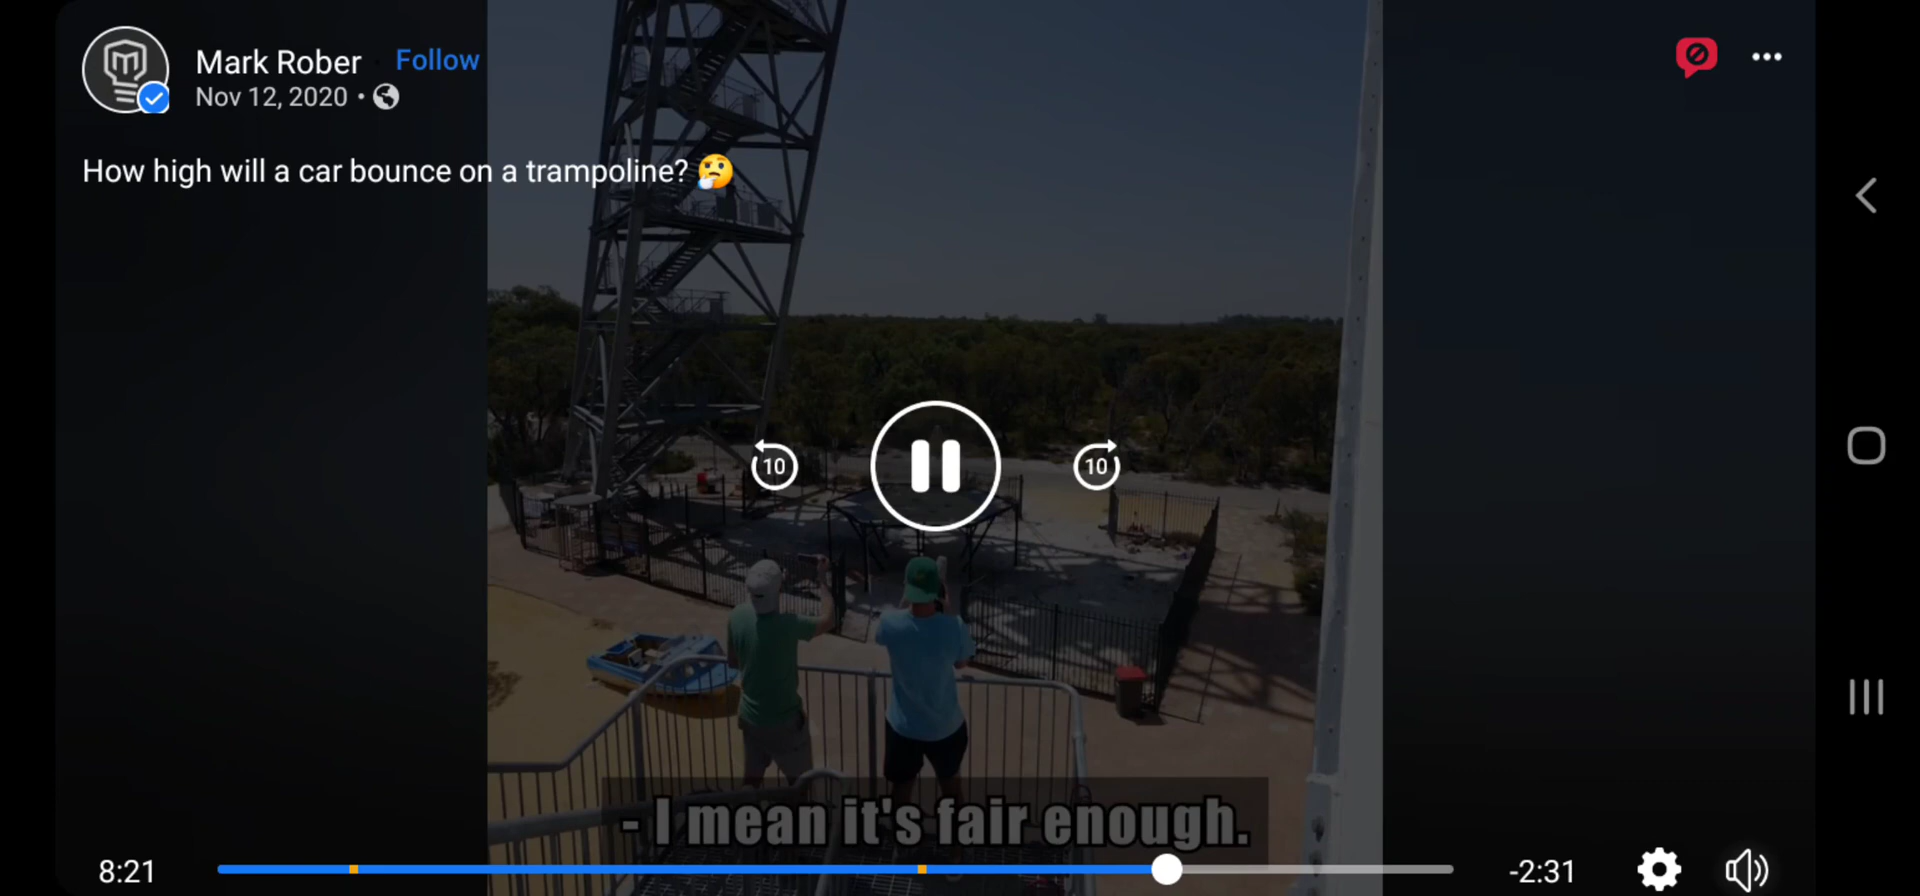 Mark Rober · Follow
Nov 12, 2020 ·
How high will a car bounce on a trampoline? 🤔
10
10
- I mean it's fair enough.
8:21
-2:31